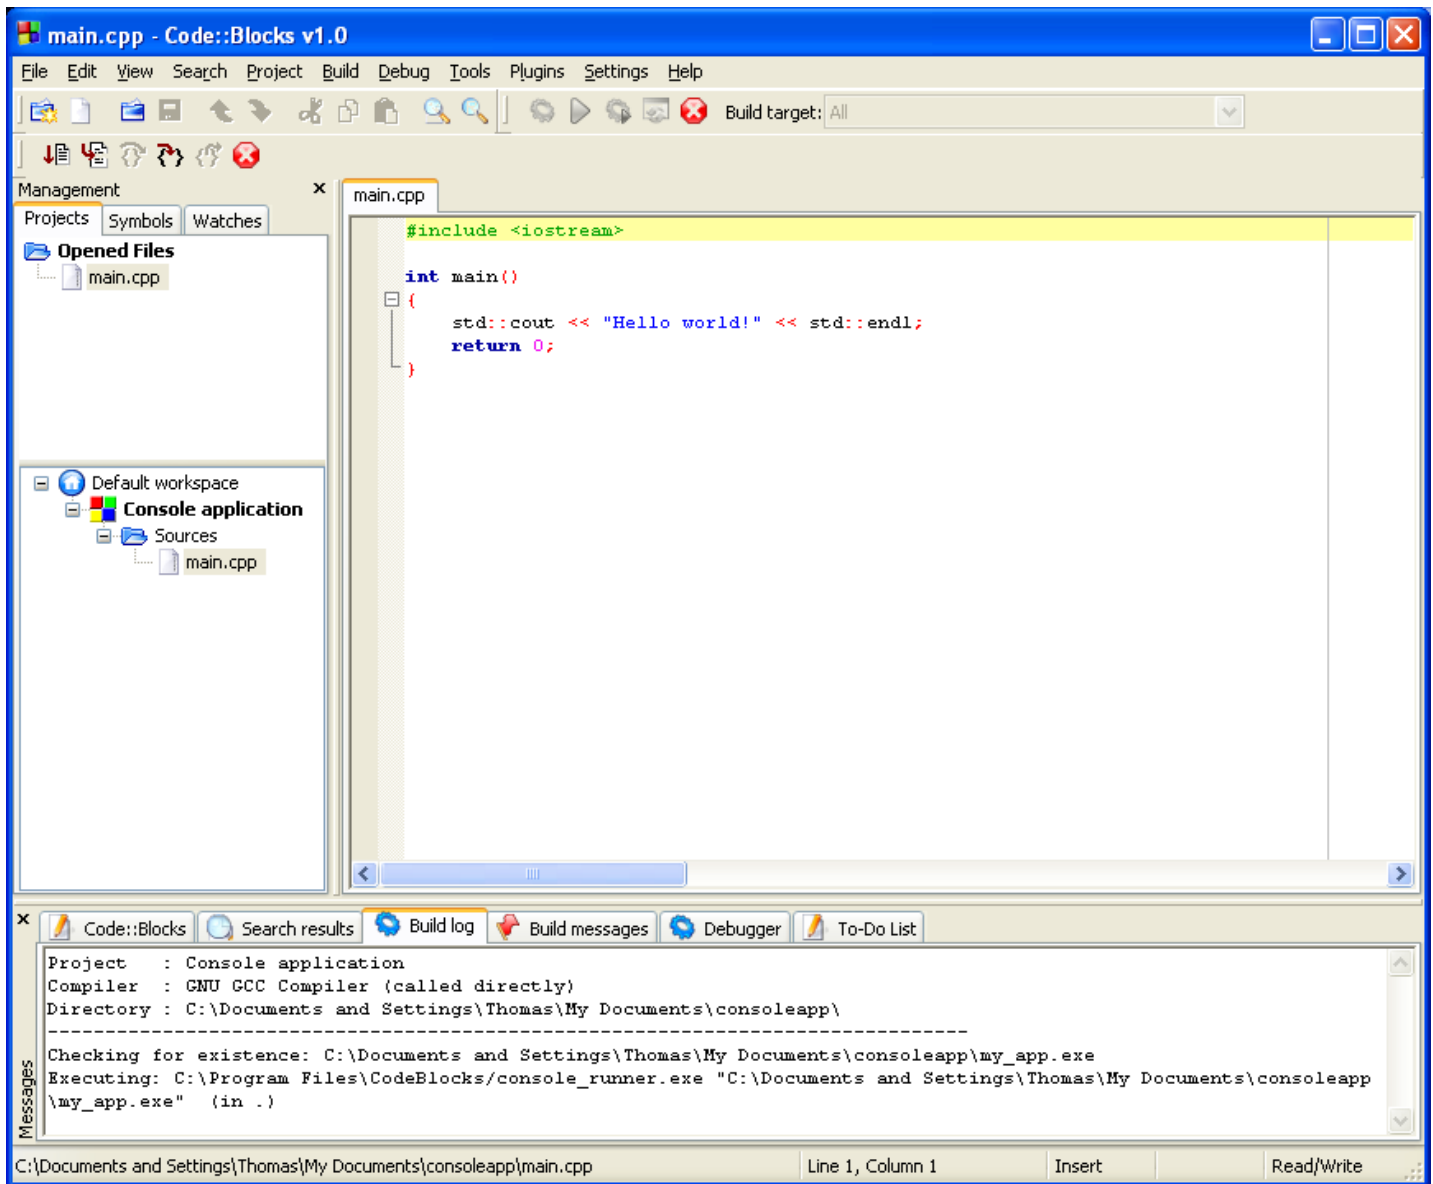 main.cpp - Code::Blocks v1.0
File Edit View Search Project Build Debug Tools Plugins Settings Help
Build target: All
Management
Projects Symbols Watches
Opened Files
main.cpp
Default workspace
Console application
Sources
main.cpp
main.cpp
#include <iostream>
int main()
{
std::cout << "Hello world!" << std::endl;
return 0;
}
Code::Blocks Search results Build log Build messages Debugger To-Do List
Messages
Project   : Console application
Compiler  : GNU GCC Compiler (called directly)
Directory : C:\Documents and Settings\Thomas\My Documents\consoleapp\
--------------------------------------------------------------------------------
Checking for existence: C:\Documents and Settings\Thomas\My Documents\consoleapp\my_app.exe
Executing: C:\Program Files\CodeBlocks/console_runner.exe "C:\Documents and Settings\Thomas\My Documents\consoleapp
\my_app.exe"  (in .)
C:\Documents and Settings\Thomas\My Documents\consoleapp\main.cpp Line 1, Column 1 Insert Read/Write